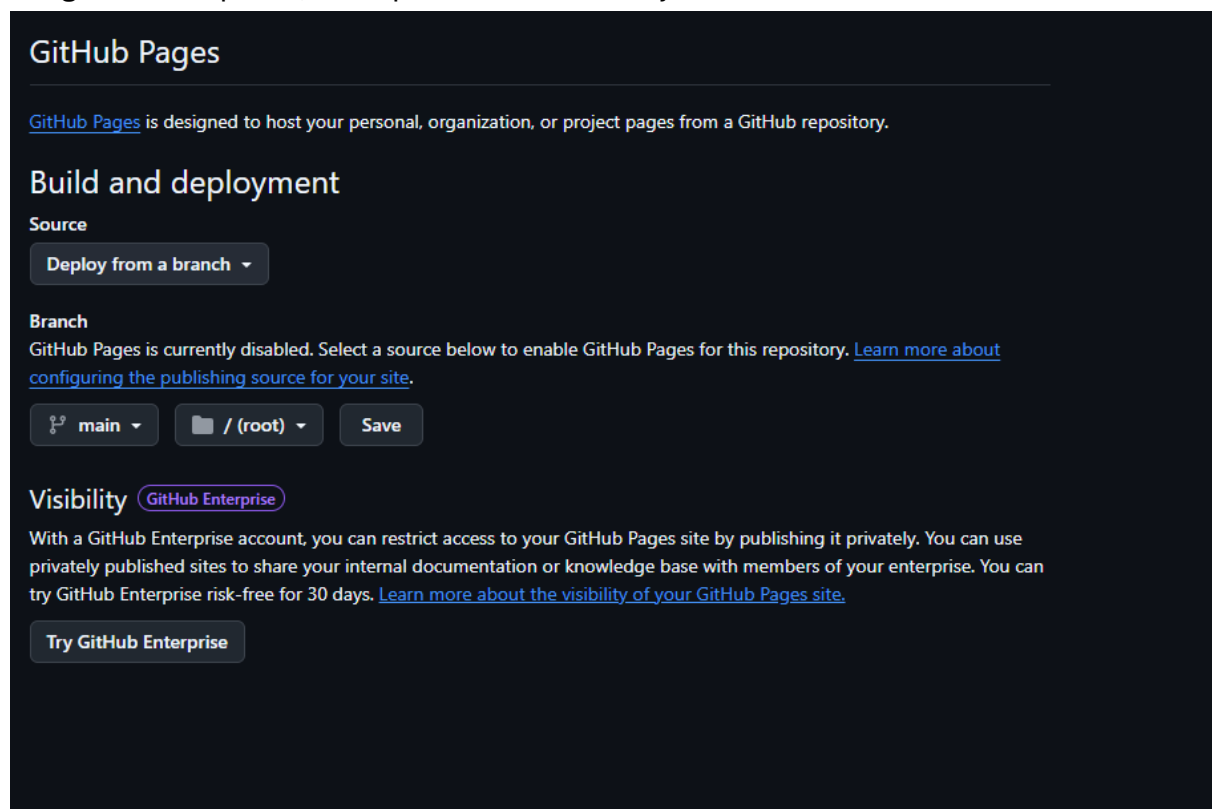 GitHub Pages
GitHub Pages is designed to host your personal, organization, or project pages from a GitHub repository.
Build and deployment
Source
Deploy from a branch
Branch
GitHub Pages is currently disabled. Select a source below to enable GitHub Pages for this repository. Learn more about
configuring the publishing source for your site.
main / (root) Save
Visibility GitHub Enterprise
With a GitHub Enterprise account, you can restrict access to your GitHub Pages site by publishing it privately. You can use
privately published sites to share your internal documentation or knowledge base with members of your enterprise. You can
try GitHub Enterprise risk-free for 30 days. Learn more about the visibility of your GitHub Pages site.
Try GitHub Enterprise